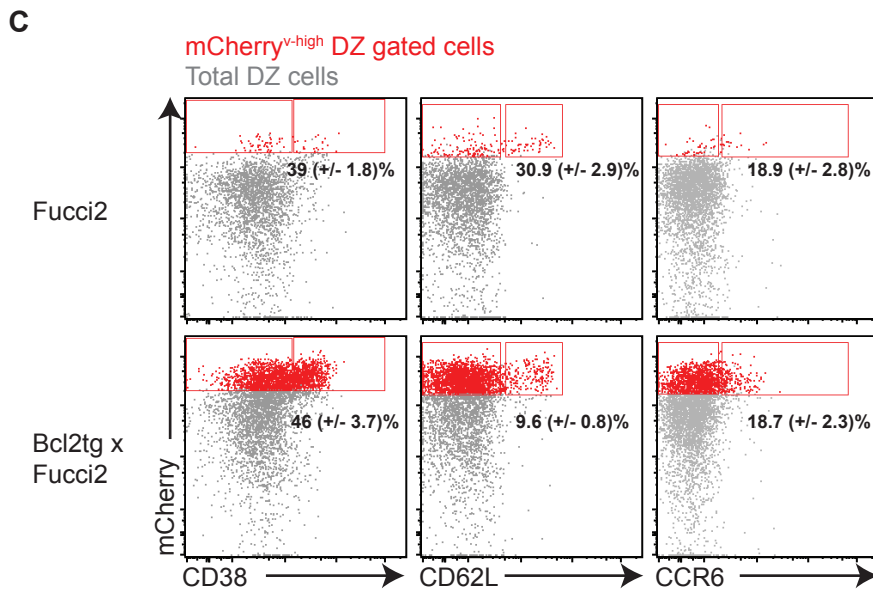 C
mCherryv-high DZ gated cells
Total DZ cells
Fucci2
39 (+/- 1.8)%
30.9 (+/- 2.9)%
18.9 (+/- 2.8)%
Bcl2tg x
Fucci2
46 (+/- 3.7)%
9.6 (+/- 0.8)%
18.7 (+/- 2.3)%
mCherry
CD38
CD62L
CCR6